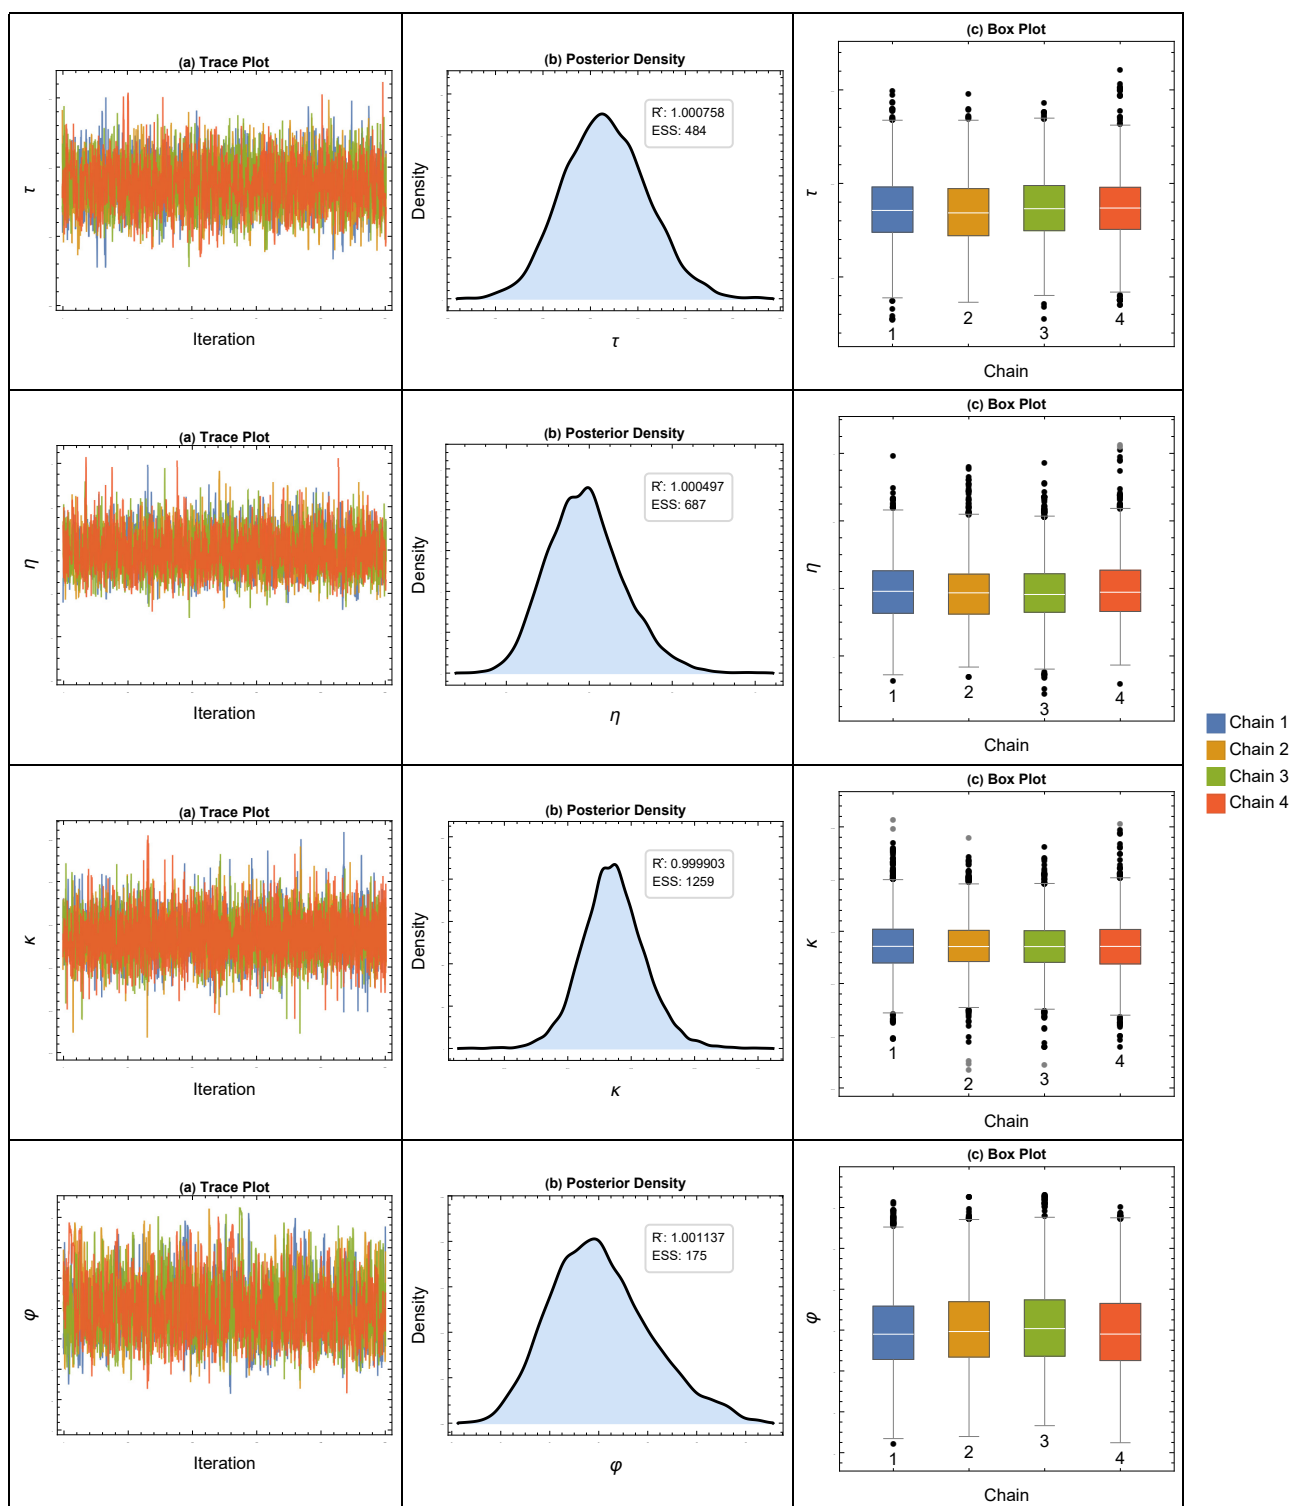 (a) Trace Plot
τ
Iteration
(b) Posterior Density
R̂: 1.000758
ESS: 484
Density
τ
(c) Box Plot
τ
1 2 3 4
Chain
(a) Trace Plot
η
Iteration
(b) Posterior Density
R̂: 1.000497
ESS: 687
Density
η
(c) Box Plot
η
1 2 3 4
Chain
(a) Trace Plot
κ
Iteration
(b) Posterior Density
R̂: 0.999903
ESS: 1259
Density
κ
(c) Box Plot
κ
1 2 3 4
Chain
(a) Trace Plot
φ
Iteration
(b) Posterior Density
R̂: 1.001137
ESS: 175
Density
φ
(c) Box Plot
φ
1 2 3 4
Chain
Chain 1
Chain 2
Chain 3
Chain 4